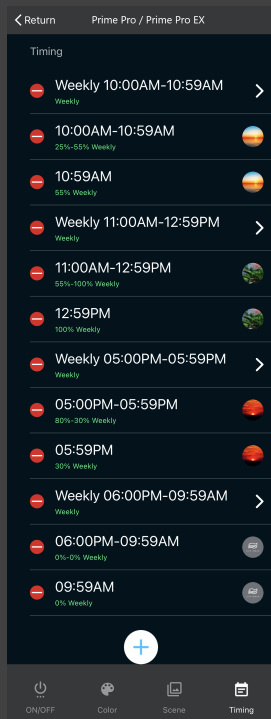 Return
Prime Pro / Prime Pro EX
Timing
Weekly 10:00AM-10:59AM
Weekly
10:00AM-10:59AM
25%-55% Weekly
10:59AM
55% Weekly
Weekly 11:00AM-12:59PM
Weekly
11:00AM-12:59PM
55%-100% Weekly
12:59PM
100% Weekly
Weekly 05:00PM-05:59PM
Weekly
05:00PM-05:59PM
80%-30% Weekly
05:59PM
30% Weekly
Weekly 06:00PM-09:59AM
Weekly
06:00PM-09:59AM
0%-0% Weekly
09:59AM
0% Weekly
ON/OFF
Color
Scene
Timing